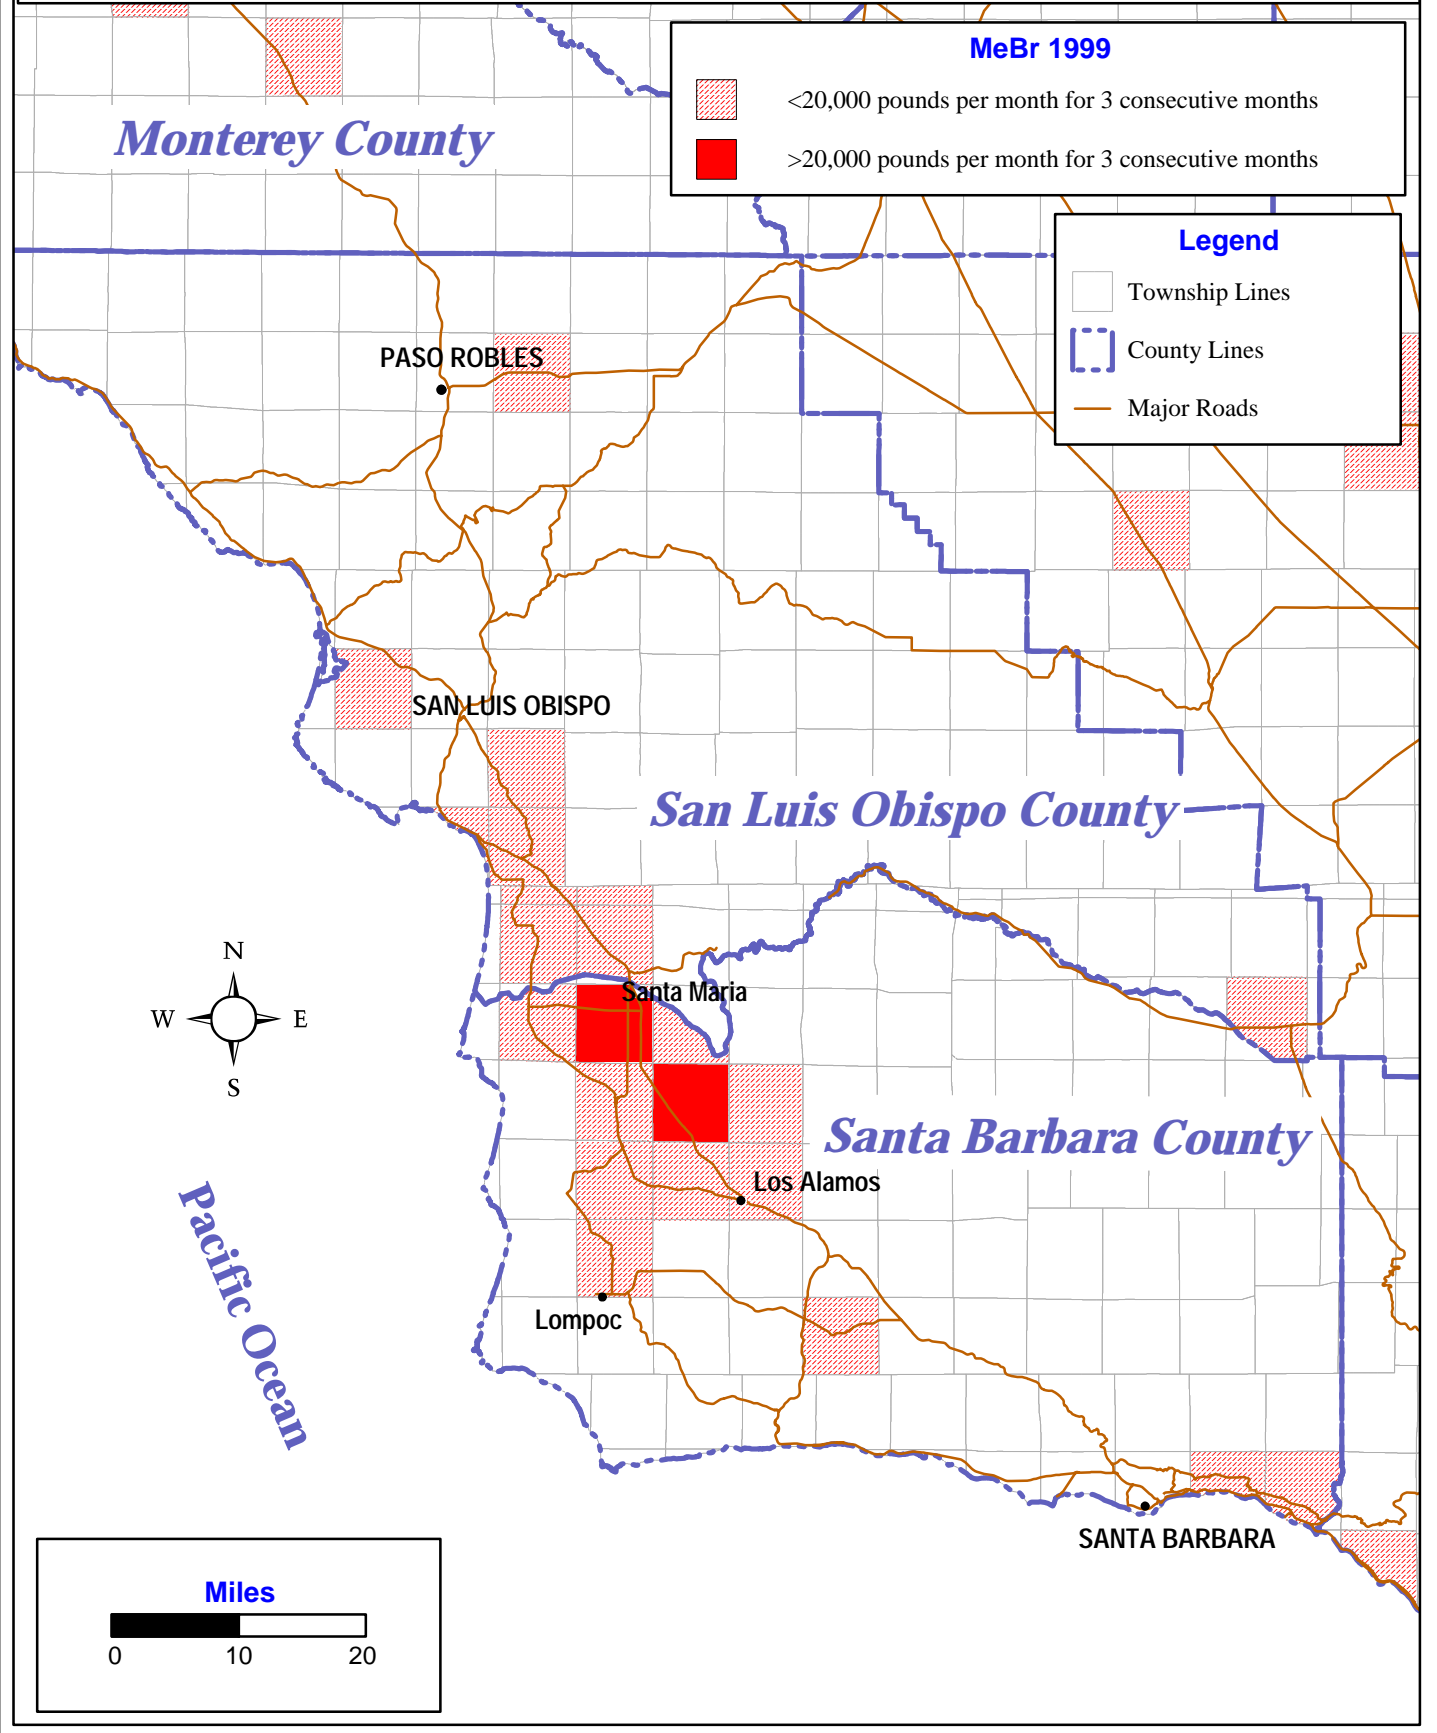 MeBr 1999
<20,000 pounds per month for 3 consecutive months
>20,000 pounds per month for 3 consecutive months
Monterey County
Legend
Township Lines
County Lines
Major Roads
PASO ROBLES
SAN LUIS OBISPO
San Luis Obispo County
N
W
E
S
Santa Maria
Santa Barbara County
Los Alamos
Pacific Ocean
Lompoc
SANTA BARBARA
Miles
0 10 20